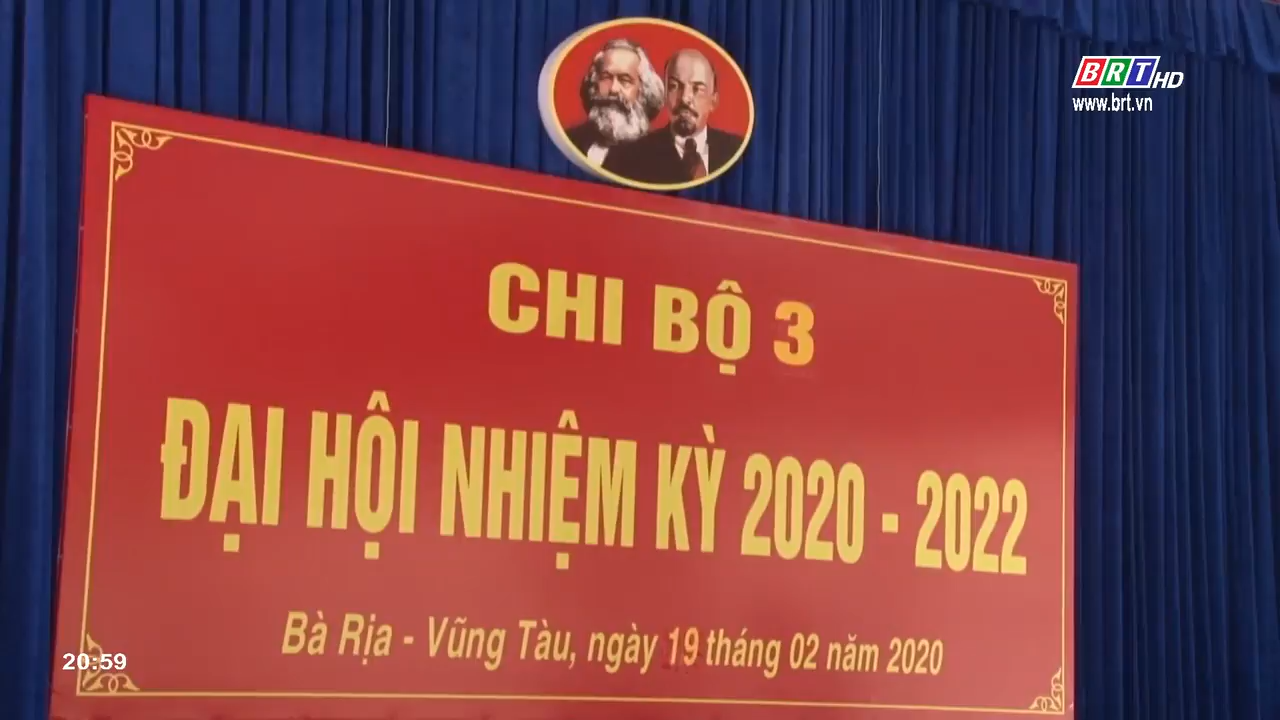 BRT HD
www.brt.vn
CHI BỘ 3
ĐẠI HỘI NHIỆM KỲ 2020 - 2022
Bà Rịa - Vũng Tàu, ngày 19 tháng 02 năm 2020
20:59